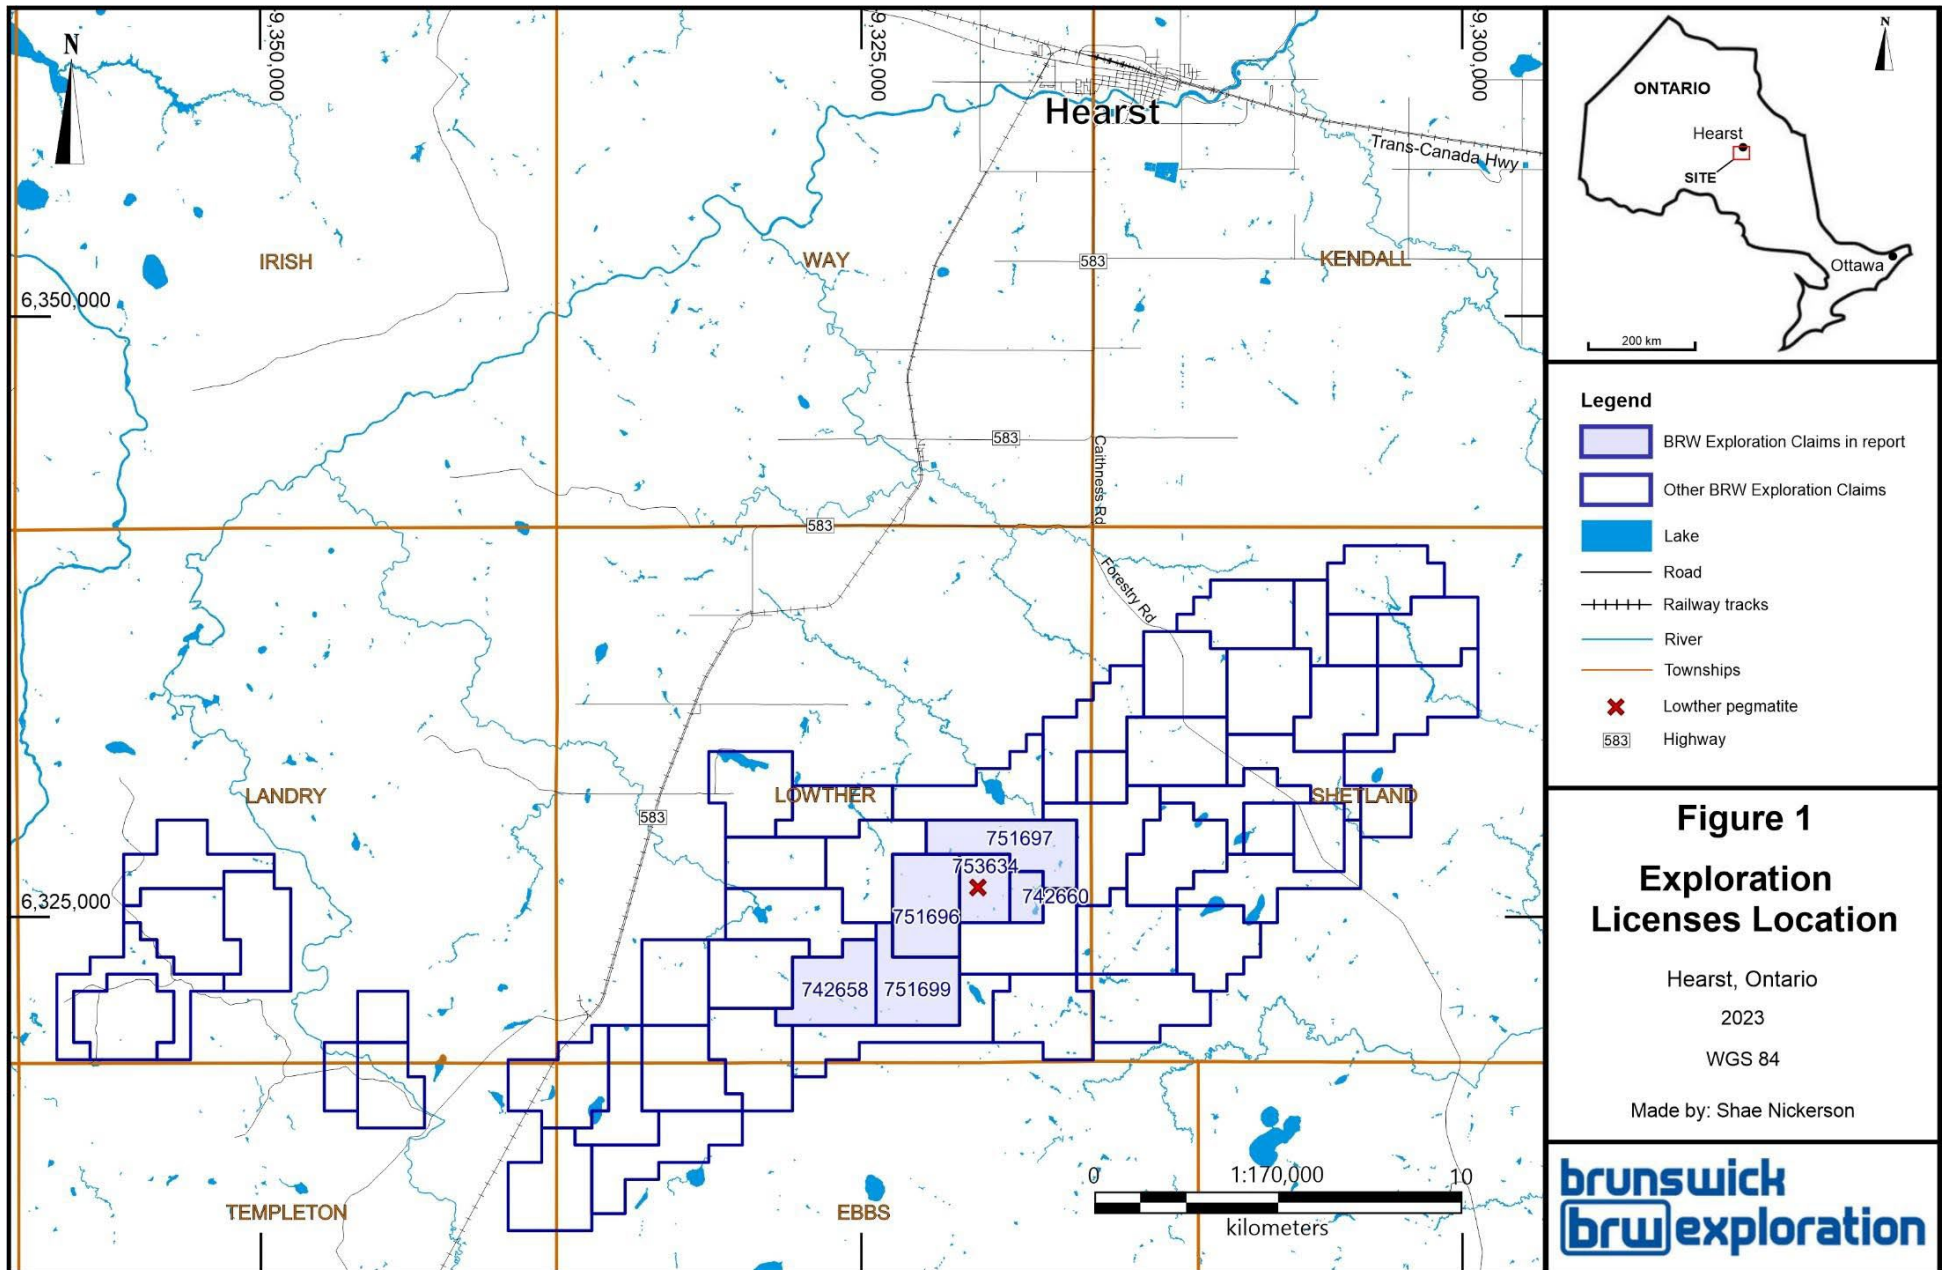 N
-9,350,000
-9,325,000
-9,300,000
Hearst
Trans-Canada Hwy
IRISH
WAY
583
KENDALL
6,350,000
583
Caithness Rd
583
Forestry Rd
LANDRY
LOWTHER
SHETLAND
583
751697
753634
742660
6,325,000
751696
742658
751699
TEMPLETON
EBBS
0
1:170,000
10
kilometers
N
ONTARIO
Hearst
SITE
Ottawa
200 km
Legend
BRW Exploration Claims in report
Other BRW Exploration Claims
Lake
Road
Railway tracks
River
Townships
Lowther pegmatite
583 Highway
Figure 1
Exploration
Licenses Location
Hearst, Ontario
2023
WGS 84
Made by: Shae Nickerson
brunswick
brw exploration